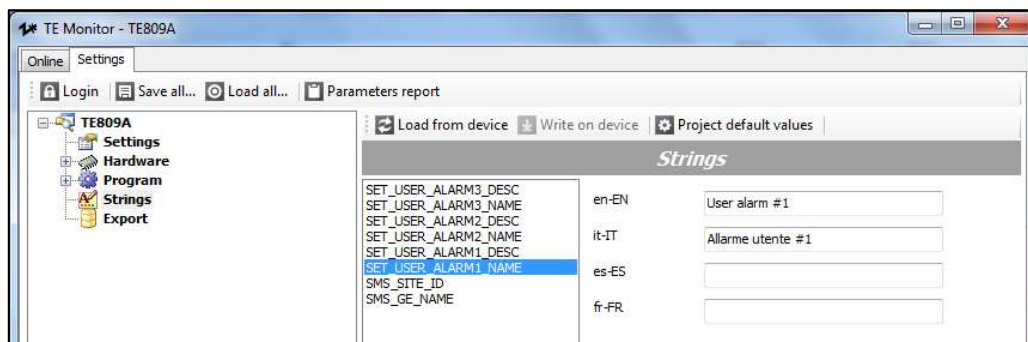 TE Monitor - TE809A
Online Settings
Login Save all... Load all... Parameters report
TE809A
Settings
Hardware
Program
Strings
Export
Load from device Write on device Project default values
Strings
SET_USER_ALARM3_DESC
SET_USER_ALARM3_NAME
SET_USER_ALARM2_DESC
SET_USER_ALARM2_NAME
SET_USER_ALARM1_DESC
SET_USER_ALARM1_NAME
SMS_SITE_ID
SMS_GE_NAME
en-EN User alarm #1
it-IT Allarme utente #1
es-ES
fr-FR